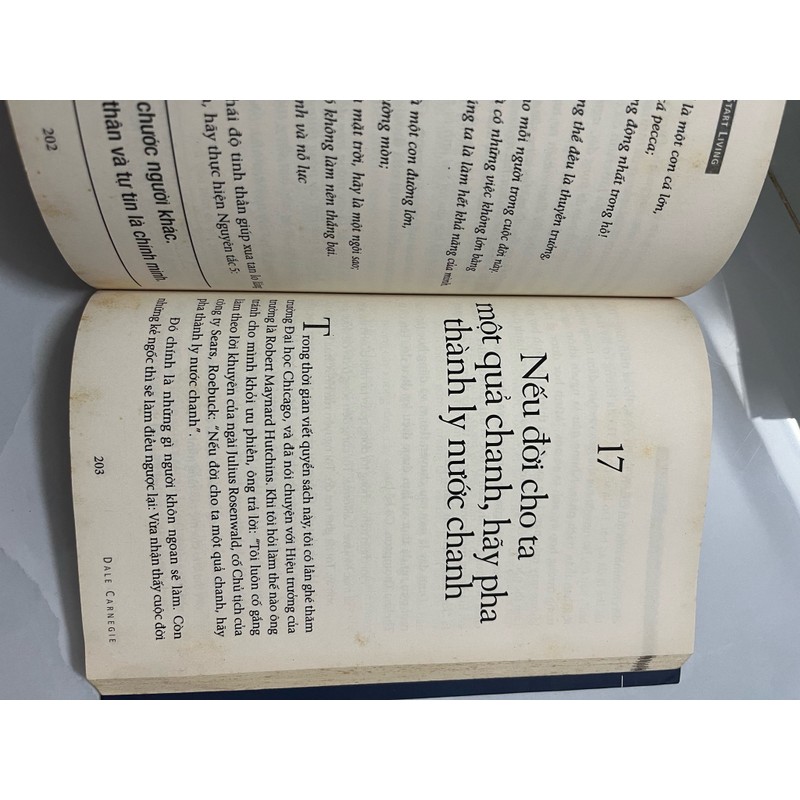 START LIVING
là một con cá lớn,
cá pecca;
động nhất trong hồ!
thể đều là thuyền trưởng,
mỗi người trong cuộc đời này.
có những việc không lớn bằng
ta là làm hết khả năng của mình
là một con đường lớn,
đường mòn;
mặt trời, hãy là một ngôi sao;
không làm nên thắng bại.
mình và nỗ lực
thái độ tinh thần giúp xua tan lo lắng
hãy thực hiện Nguyên tắc 5:
chước người khác.
thân và tự tin là chính mình.
202
17
Nếu đời cho ta
một quả chanh, hãy pha
thành ly nước chanh
Trong thời gian viết quyển sách này, tôi có lần ghé thăm
trường Đại học Chicago, và đã nói chuyện với Hiệu trưởng của
trường là Robert Maynard Hutchins. Khi tôi hỏi làm thế nào ông
tránh cho mình khỏi ưu phiền, ông trả lời: "Tôi luôn cố gắng
làm theo lời khuyên của ngài Julius Rosenwald, cố Chủ tịch của
công ty Sears, Roebuck: "Nếu đời cho ta một quả chanh, hãy
pha thành ly nước chanh".
Đó chính là những gì người khôn ngoan sẽ làm. Còn
những kẻ ngốc thì sẽ làm điều ngược lại: Vừa nhận thấy cuộc đời
203
DALE CARNEGIE